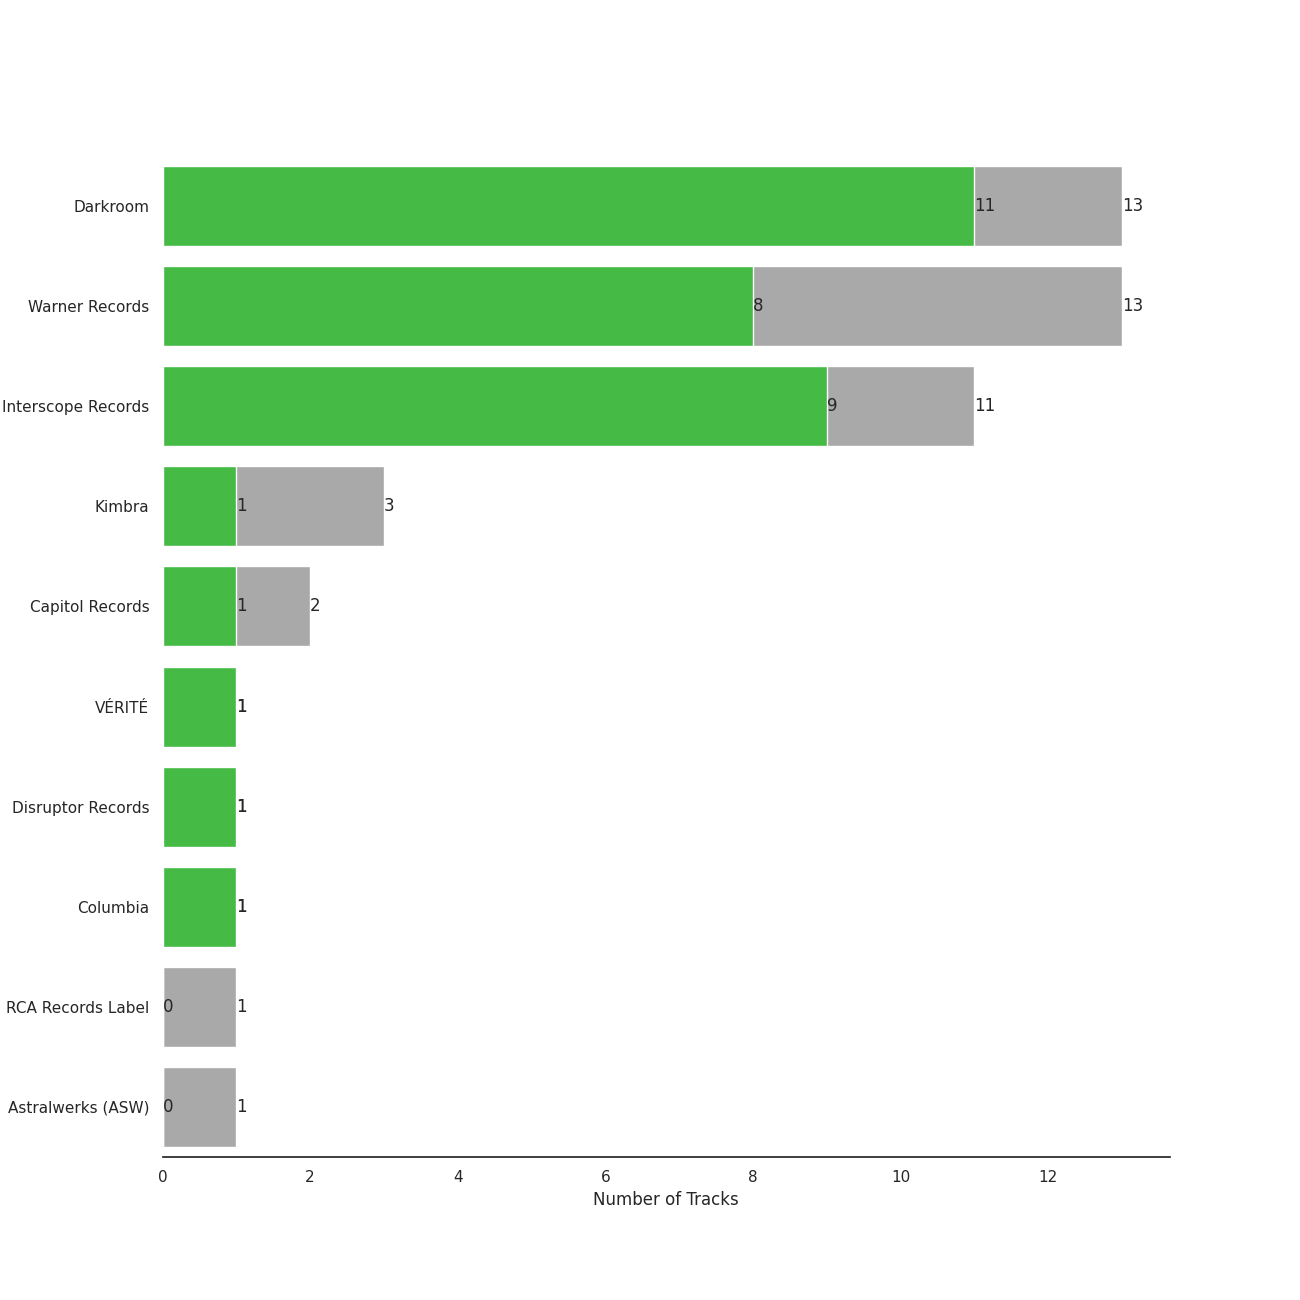 Darkroom 11 13
Warner Records 8 13
Interscope Records 9 11
Kimbra 1 3
Capitol Records 1 2
VÉRITÉ 1
Disruptor Records 1
Columbia 1
RCA Records Label 0 1
Astralwerks (ASW) 0 1
0 2 4 6 8 10 12
Number of Tracks